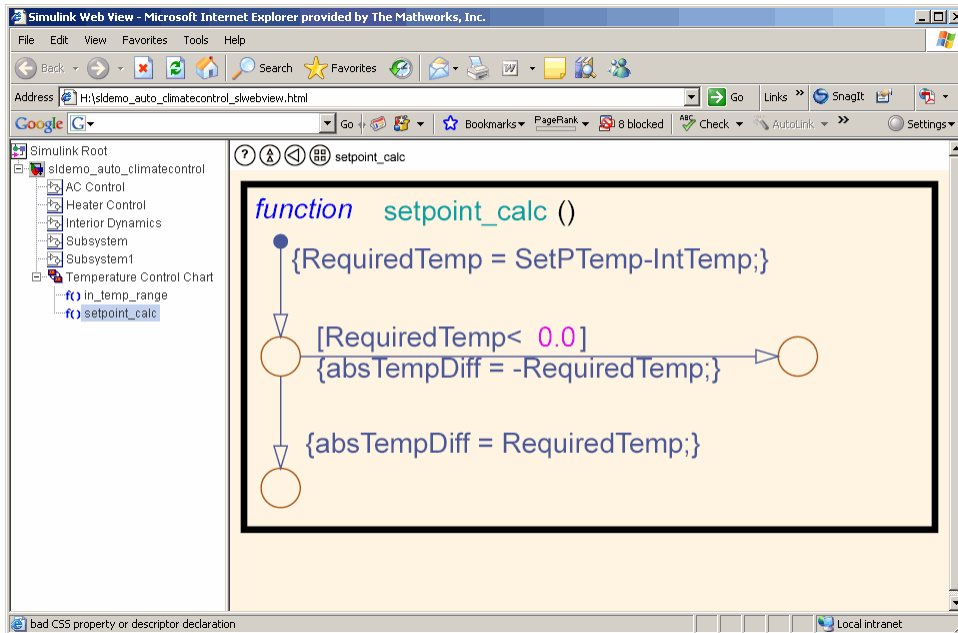 Simulink Web View - Microsoft Internet Explorer provided by The Mathworks, Inc.
File Edit View Favorites Tools Help
Back Search Favorites
Address H:\sldemo_auto_climatecontrol_slwebview.html Go Links » SnagIt
Google G Go Bookmarks PageRank 8 blocked ABC Check AutoLink » Settings
Simulink Root
sldemo_auto_climatecontrol
AC Control
Heater Control
Interior Dynamics
Subsystem
Subsystem1
Temperature Control Chart
f() in_temp_range
f() setpoint_calc
? setpoint_calc
function setpoint_calc ()
{RequiredTemp = SetPTemp-IntTemp;}
[RequiredTemp< 0.0]
{absTempDiff = -RequiredTemp;}
{absTempDiff = RequiredTemp;}
bad CSS property or descriptor declaration Local intranet